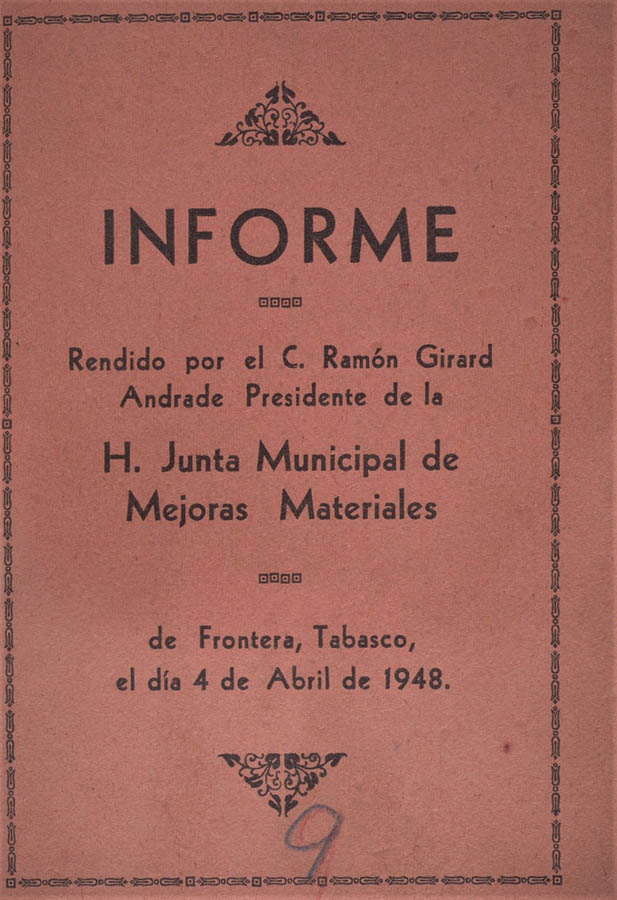 INFORME
Rendido por el C. Ramón Girard
Andrade Presidente de la
H. Junta Municipal de
Mejoras Materiales
de Frontera, Tabasco,
el día 4 de Abril de 1948.
9